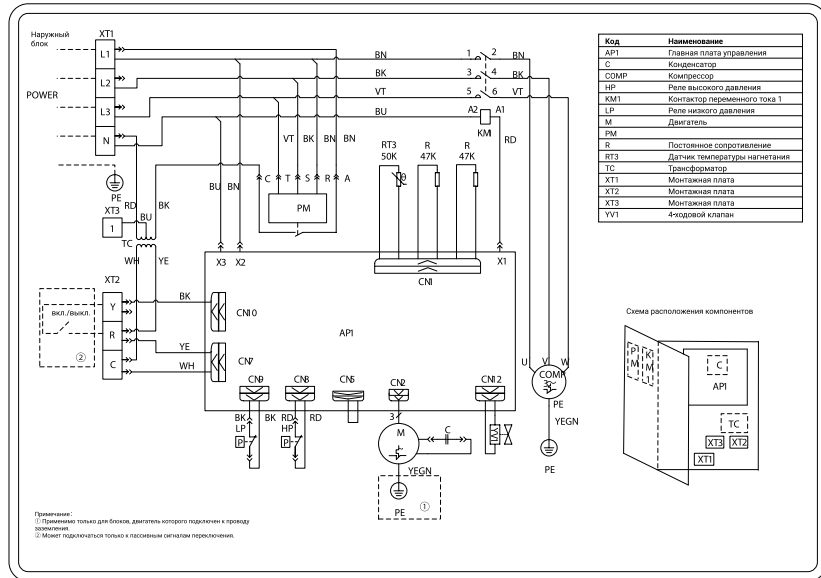 Наружный
блок
XT1
L1
L2
L3
N
POWER
BN
BK
VT
BU
1 2
3 4
5 6
BN
BK
VT
A2 A1
KM1
RD
VT BK BN BN
C T S R A
PM
RT3
50K
θ
R
47K
R
47K
BU BN
PE
RD
BU
BK
XT3
1
TC
WH YE
X3 X2
CN1
X1
XT2
Y
R
C
вкл./выкл.
②
BK
YE
WH
CN10
CN7
AP1
CN9
CN8
CN5
CN2
CN12
BK BK RD RD
LP HP
P P
3
M
C
YEGN
PE
①
U V W
COMP
3~
PE
YEGN
PE
Код Наименование
AP1 Главная плата управления
C Конденсатор
COMP Компрессор
HP Реле высокого давления
KM1 Контактор переменного тока 1
LP Реле низкого давления
M Двигатель
PM
R Постоянное сопротивление
RT3 Датчик температуры нагнетания
TC Трансформатор
XT1 Монтажная плата
XT2 Монтажная плата
XT3 Монтажная плата
YV1 4-ходовой клапан
Схема расположения компонентов
P
M
K
M
1
C
AP1
TC
XT3 XT2
XT1
Примечание:
① Применимо только для блоков, двигатель которого подключен к проводу
заземления.
② Может подключаться только к пассивным сигналам переключения.